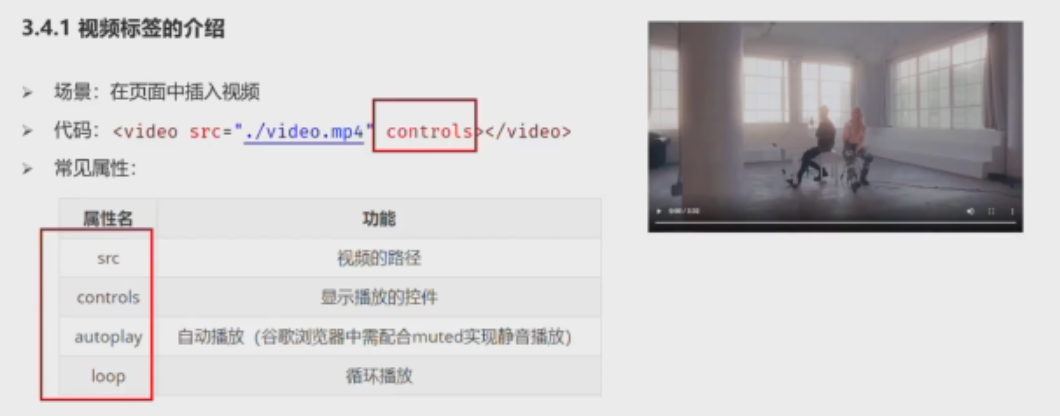 3.4.1 视频标签的介绍
➢ 场景：在页面中插入视频
➢ 代码：<video src="./video.mp4" controls></video>
➢ 常见属性：
属性名 功能
src 视频的路径
controls 显示播放的控件
autoplay 自动播放（谷歌浏览器中需配合muted实现静音播放）
loop 循环播放